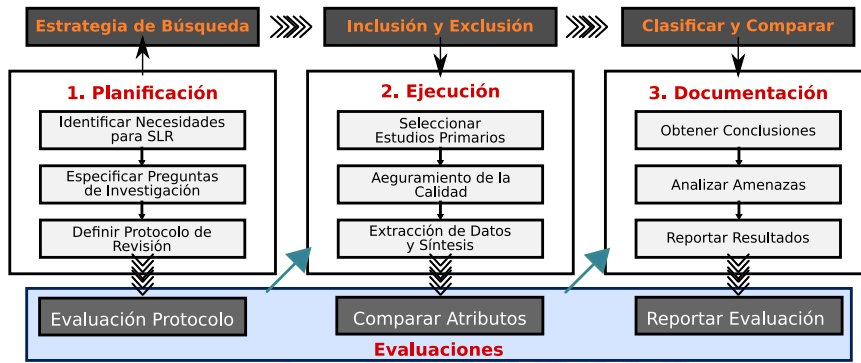 Estrategia de Búsqueda
Inclusión y Exclusión
Clasificar y Comparar
1. Planificación
Identificar Necesidades
para SLR
Especificar Preguntas
de Investigación
Definir Protocolo de
Revisión
2. Ejecución
Seleccionar
Estudios Primarios
Aeguramiento de la
Calidad
Extracción de Datos
y Síntesis
3. Documentación
Obtener Conclusiones
Analizar Amenazas
Reportar Resultados
Evaluación Protocolo
Comparar Atributos
Reportar Evaluación
Evaluaciones